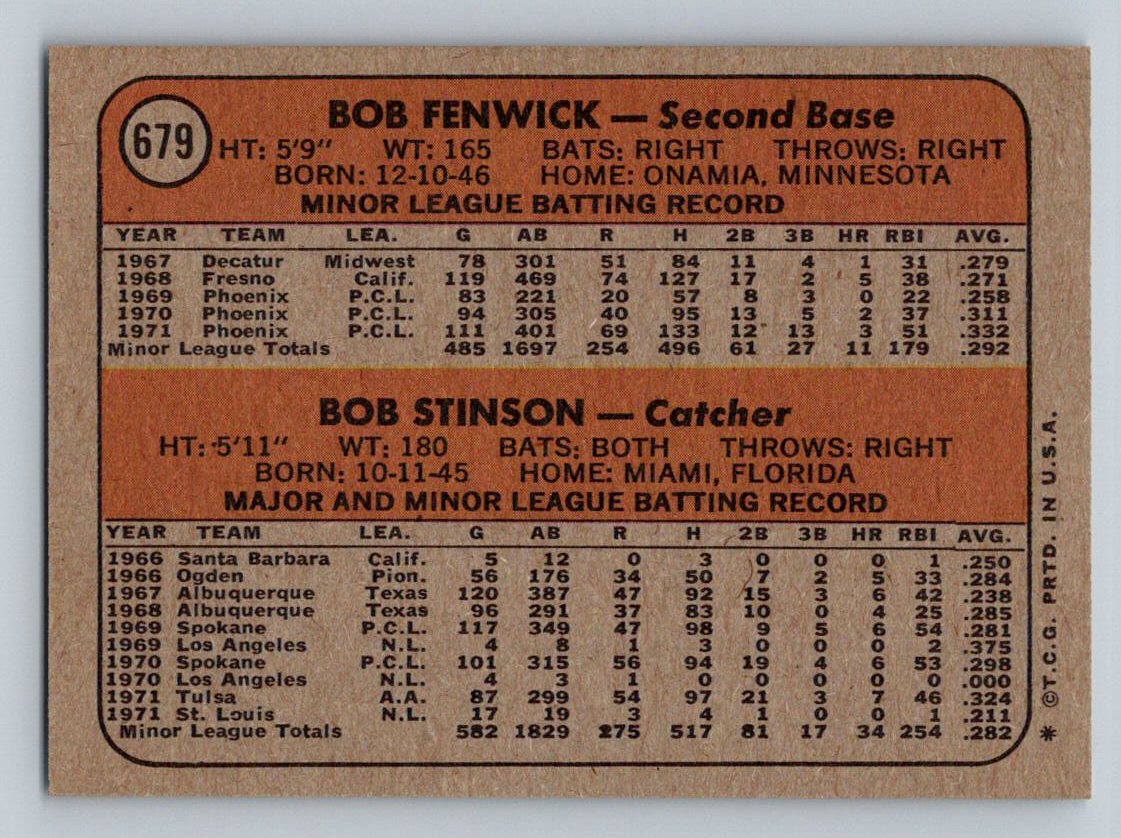 679
BOB FENWICK — Second Base
HT: 5'9" WT: 165 BATS: RIGHT THROWS: RIGHT
BORN: 12-10-46 HOME: ONAMIA, MINNESOTA
MINOR LEAGUE BATTING RECORD
YEAR TEAM LEA. G AB R H 2B 3B HR RBI AVG.
1967 Decatur Midwest 78 301 51 84 11 4 1 31 .279
1968 Fresno Calif. 119 469 74 127 17 2 5 38 .271
1969 Phoenix P.C.L. 83 221 20 57 8 3 0 22 .258
1970 Phoenix P.C.L. 94 305 40 95 13 5 2 37 .311
1971 Phoenix P.C.L. 111 401 69 133 12 13 3 51 .332
Minor League Totals 485 1697 254 496 61 27 11 179 .292
BOB STINSON — Catcher
HT: 5'11" WT: 180 BATS: BOTH THROWS: RIGHT
BORN: 10-11-45 HOME: MIAMI, FLORIDA
MAJOR AND MINOR LEAGUE BATTING RECORD
YEAR TEAM LEA. G AB R H 2B 3B HR RBI AVG.
1966 Santa Barbara Calif. 5 12 0 3 0 0 0 1 .250
1966 Ogden Pion. 56 176 34 50 7 2 5 33 .284
1967 Albuquerque Texas 120 387 47 92 15 3 6 42 .238
1968 Albuquerque Texas 96 291 37 83 10 0 4 25 .285
1969 Spokane P.C.L. 117 349 47 98 9 5 6 54 .281
1969 Los Angeles N.L. 4 8 1 3 0 0 0 2 .375
1970 Spokane P.C.L. 101 315 56 94 19 4 6 53 .298
1970 Los Angeles N.L. 4 3 1 0 0 0 0 0 .000
1971 Tulsa A.A. 87 299 54 97 21 3 7 46 .324
1971 St. Louis N.L. 17 19 3 4 1 0 0 1 .211
Minor League Totals 582 1829 275 517 81 17 34 254 .282
* ©T.C.G. PRTD. IN U.S.A.